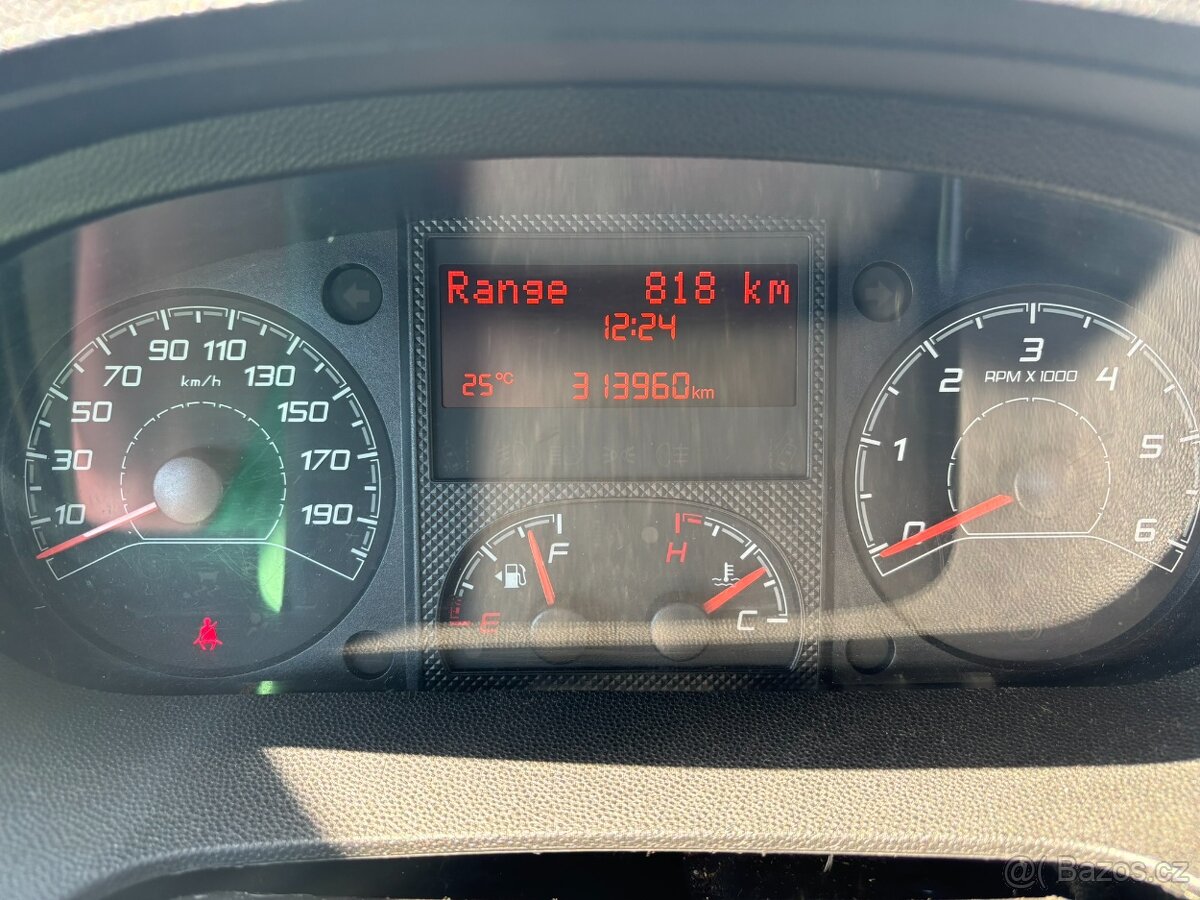 Range 818 km
12:24
25°C 313960km
10 30 50 70 90 110 130 150 170 190
km/h
0 1 2 3 4 5 6
RPM X 1000
E F
H C
@( Bazos.cz